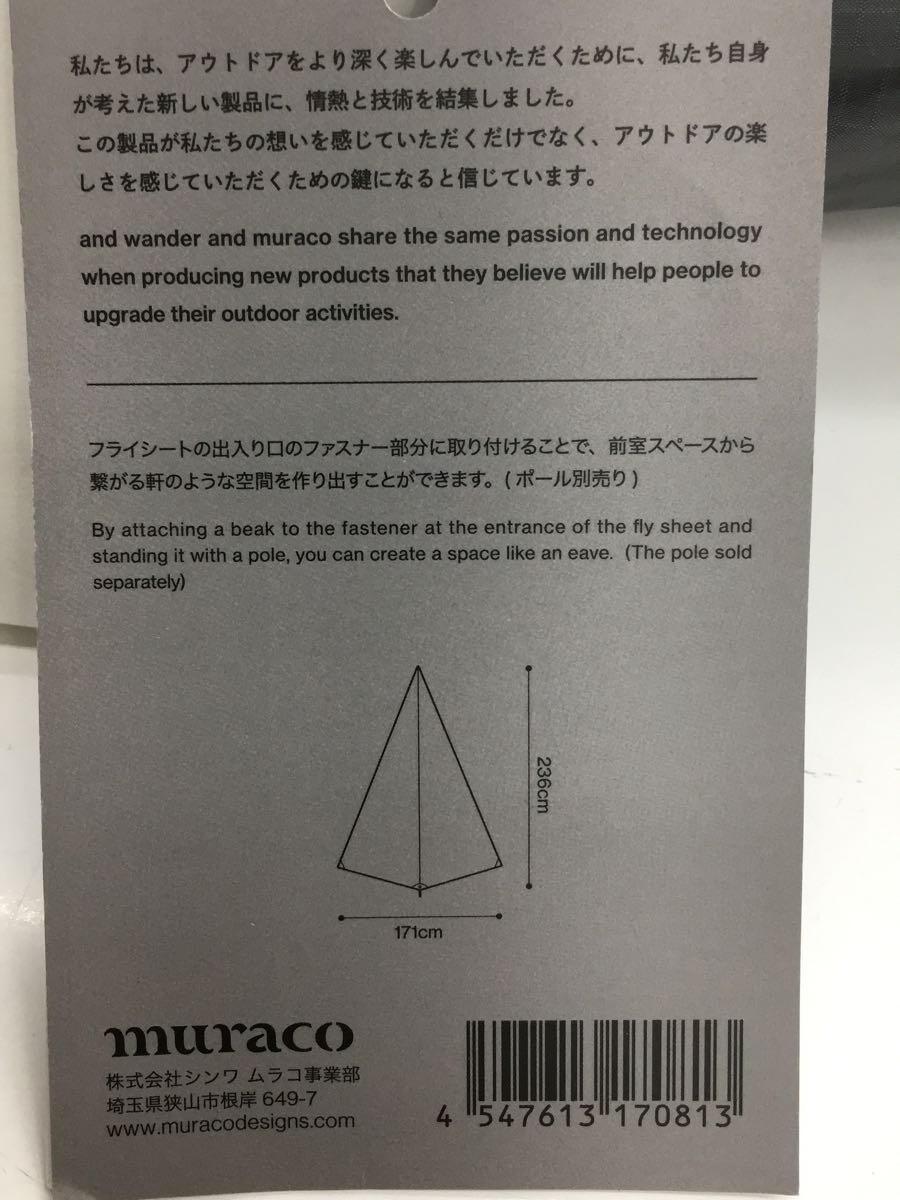 私たちは、アウトドアをより深く楽しんでいただくために、私たち自身
が考えた新しい製品に、情熱と技術を結集しました。
この製品が私たちの想いを感じていただくだけでなく、アウトドアの楽
しさを感じていただくための鍵になると信じています。
and wander and muraco share the same passion and technology
when producing new products that they believe will help people to
upgrade their outdoor activities.
フライシートの出入り口のファスナー部分に取り付けることで、前室スペースから
繋がる軒のような空間を作り出すことができます。(ポール別売り)
By attaching a beak to the fastener at the entrance of the fly sheet and
standing it with a pole, you can create a space like an eave. (The pole sold
separately)
236cm
171cm
muraco
株式会社シンワ ムラコ事業部
埼玉県狭山市根岸 649-7
www.muracodesigns.com
4 547613 170813